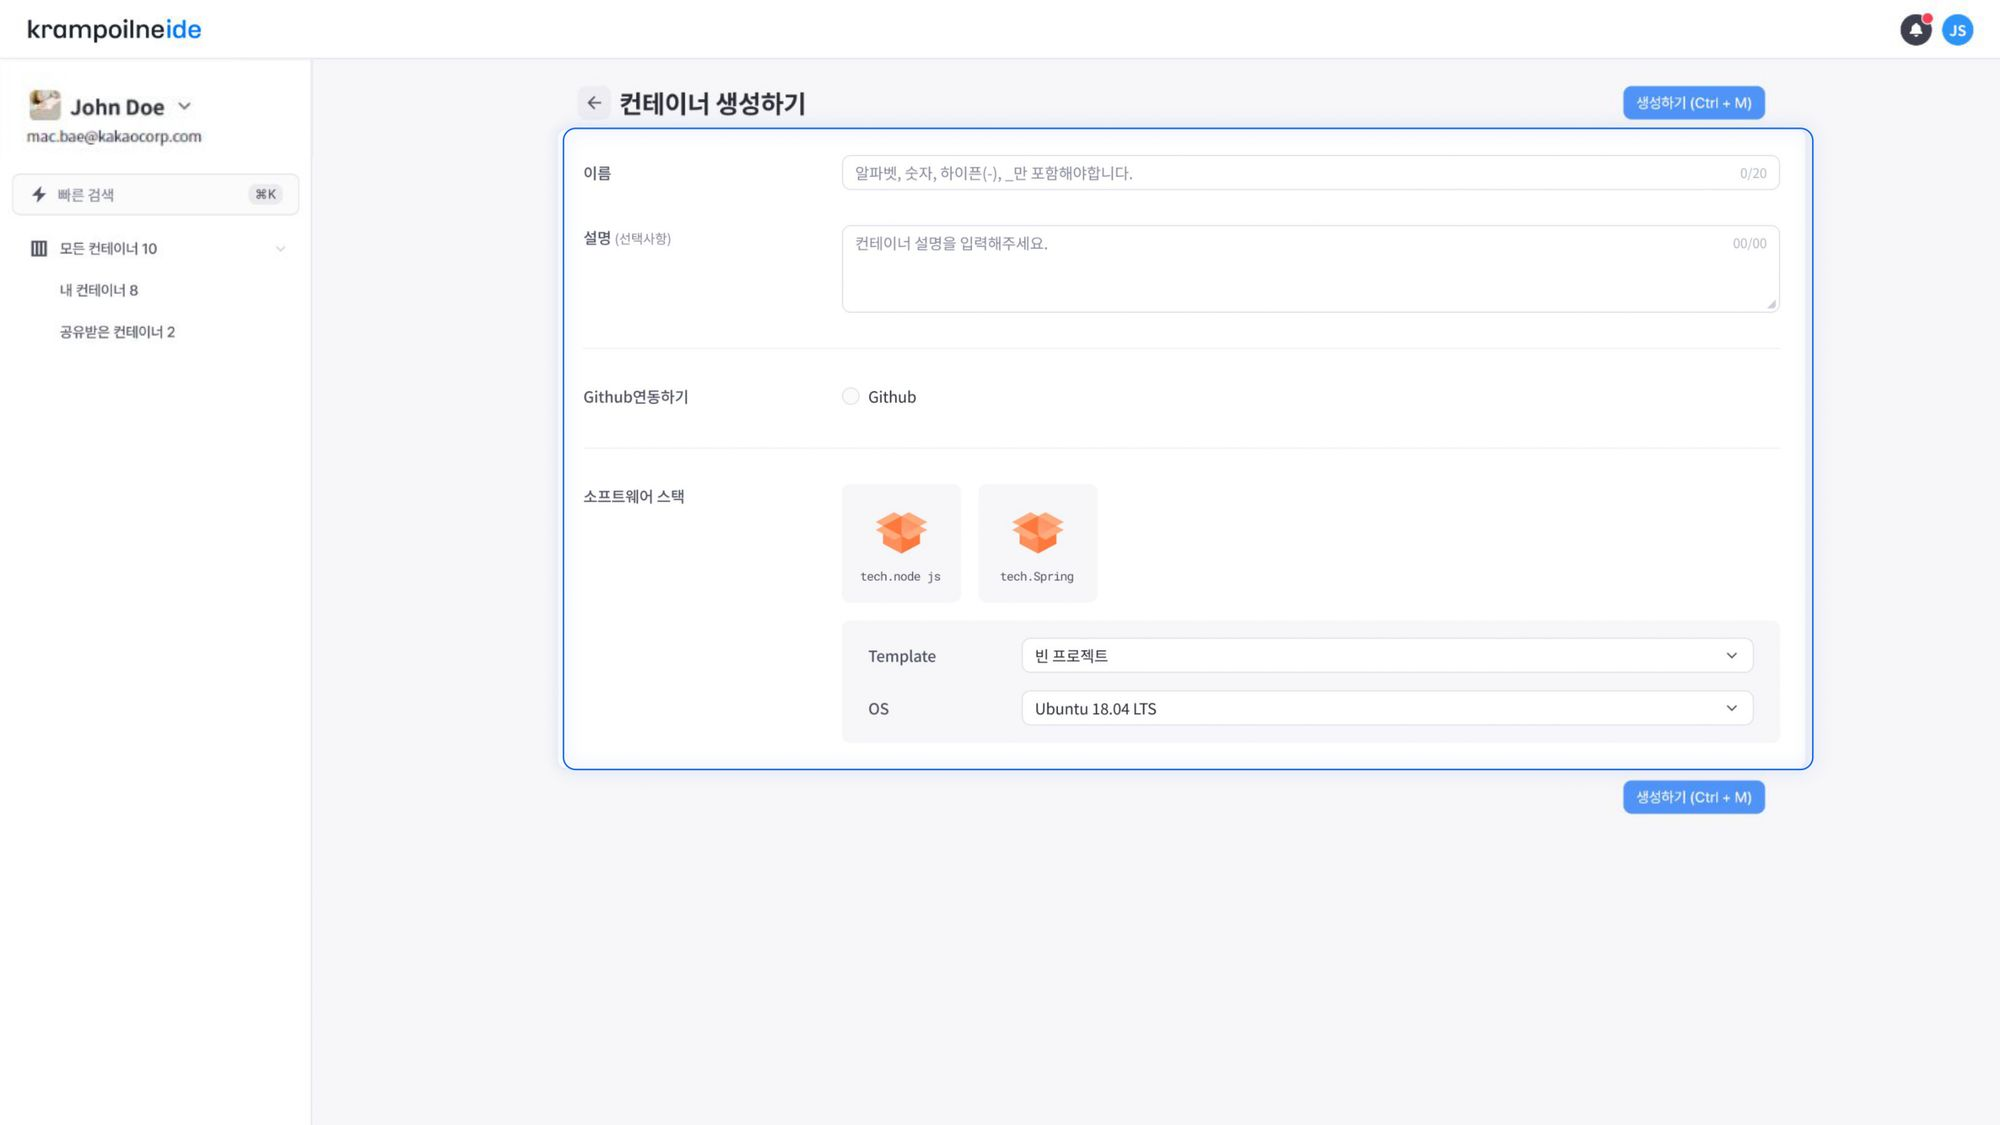 krampoilneide
JS
John Doe
mac.bae@kakaocorp.com
빠른 검색
⌘K
모든 컨테이너 10
내 컨테이너 8
공유받은 컨테이너 2
컨테이너 생성하기
생성하기 (Ctrl + M)
이름
알파벳, 숫자, 하이픈(-), _만 포함해야합니다.
0/20
설명 (선택사항)
컨테이너 설명을 입력해주세요.
00/00
Github연동하기
Github
소프트웨어 스택
tech.node js
tech.Spring
Template
빈 프로젝트
OS
Ubuntu 18.04 LTS
생성하기 (Ctrl + M)